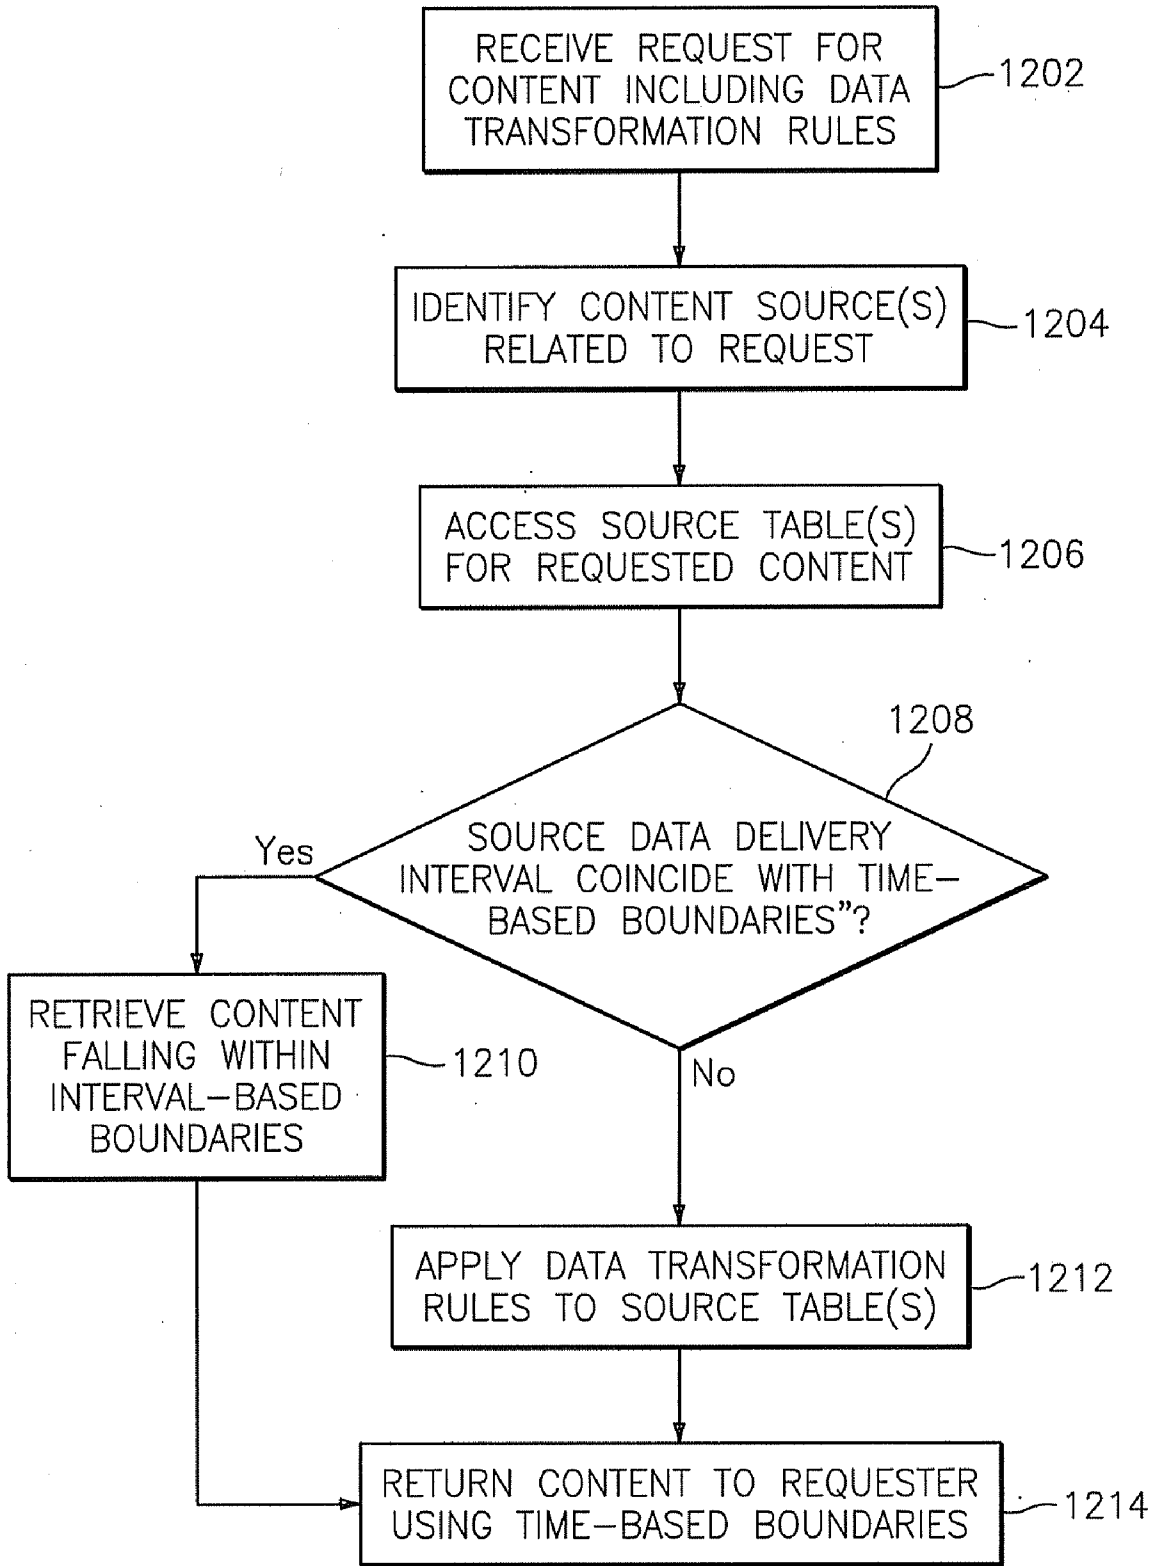 RECEIVE REQUEST FOR
CONTENT INCLUDING DATA
TRANSFORMATION RULES
1202
IDENTIFY CONTENT SOURCE(S)
RELATED TO REQUEST
1204
ACCESS SOURCE TABLE(S)
FOR REQUESTED CONTENT
1206
1208
SOURCE DATA DELIVERY
INTERVAL COINCIDE WITH TIME-
BASED BOUNDARIES”?
Yes
No
RETRIEVE CONTENT
FALLING WITHIN
INTERVAL-BASED
BOUNDARIES
1210
APPLY DATA TRANSFORMATION
RULES TO SOURCE TABLE(S)
1212
RETURN CONTENT TO REQUESTER
USING TIME-BASED BOUNDARIES
1214